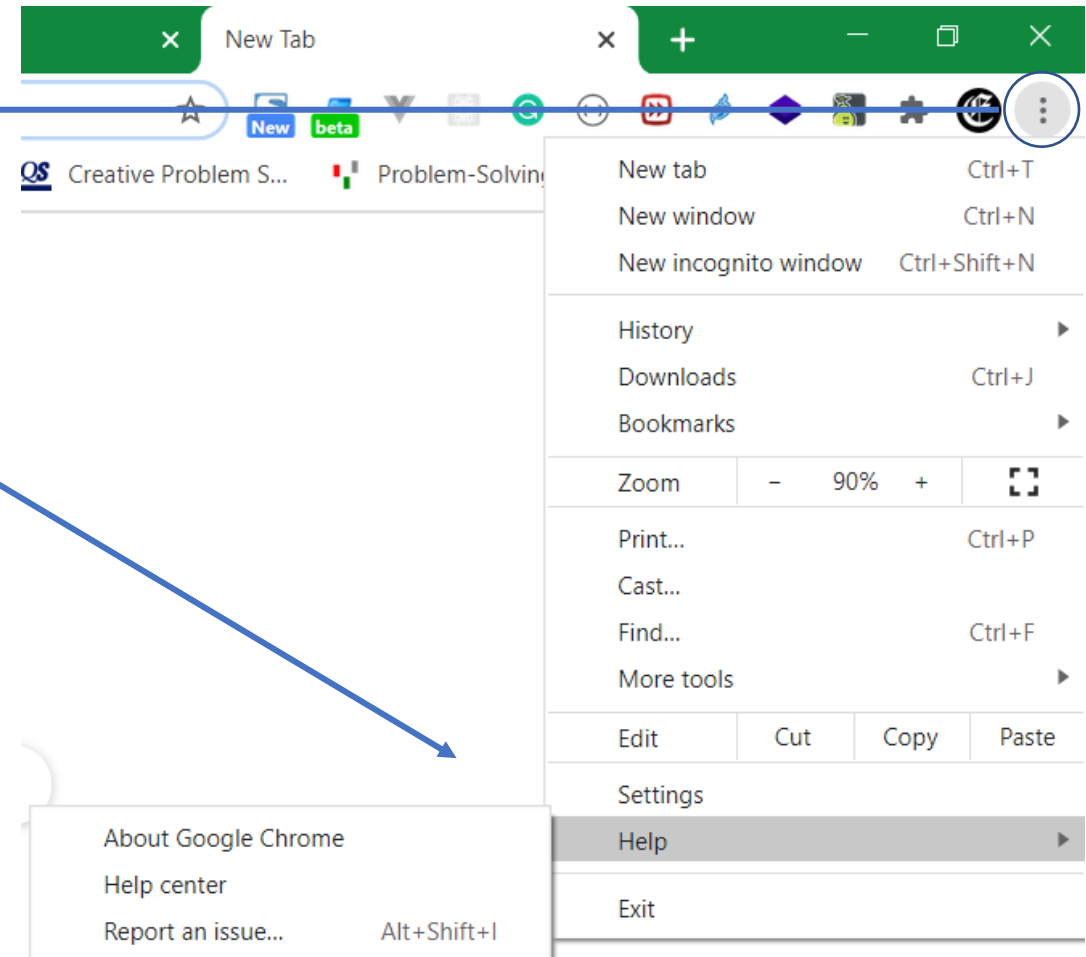 New Tab
New
beta
QS Creative Problem S... Problem-Solving
New tab Ctrl+T
New window Ctrl+N
New incognito window Ctrl+Shift+N
History
Downloads Ctrl+J
Bookmarks
Zoom - 90% +
Print... Ctrl+P
Cast...
Find... Ctrl+F
More tools
Edit Cut Copy Paste
Settings
Help
Exit
About Google Chrome
Help center
Report an issue... Alt+Shift+I